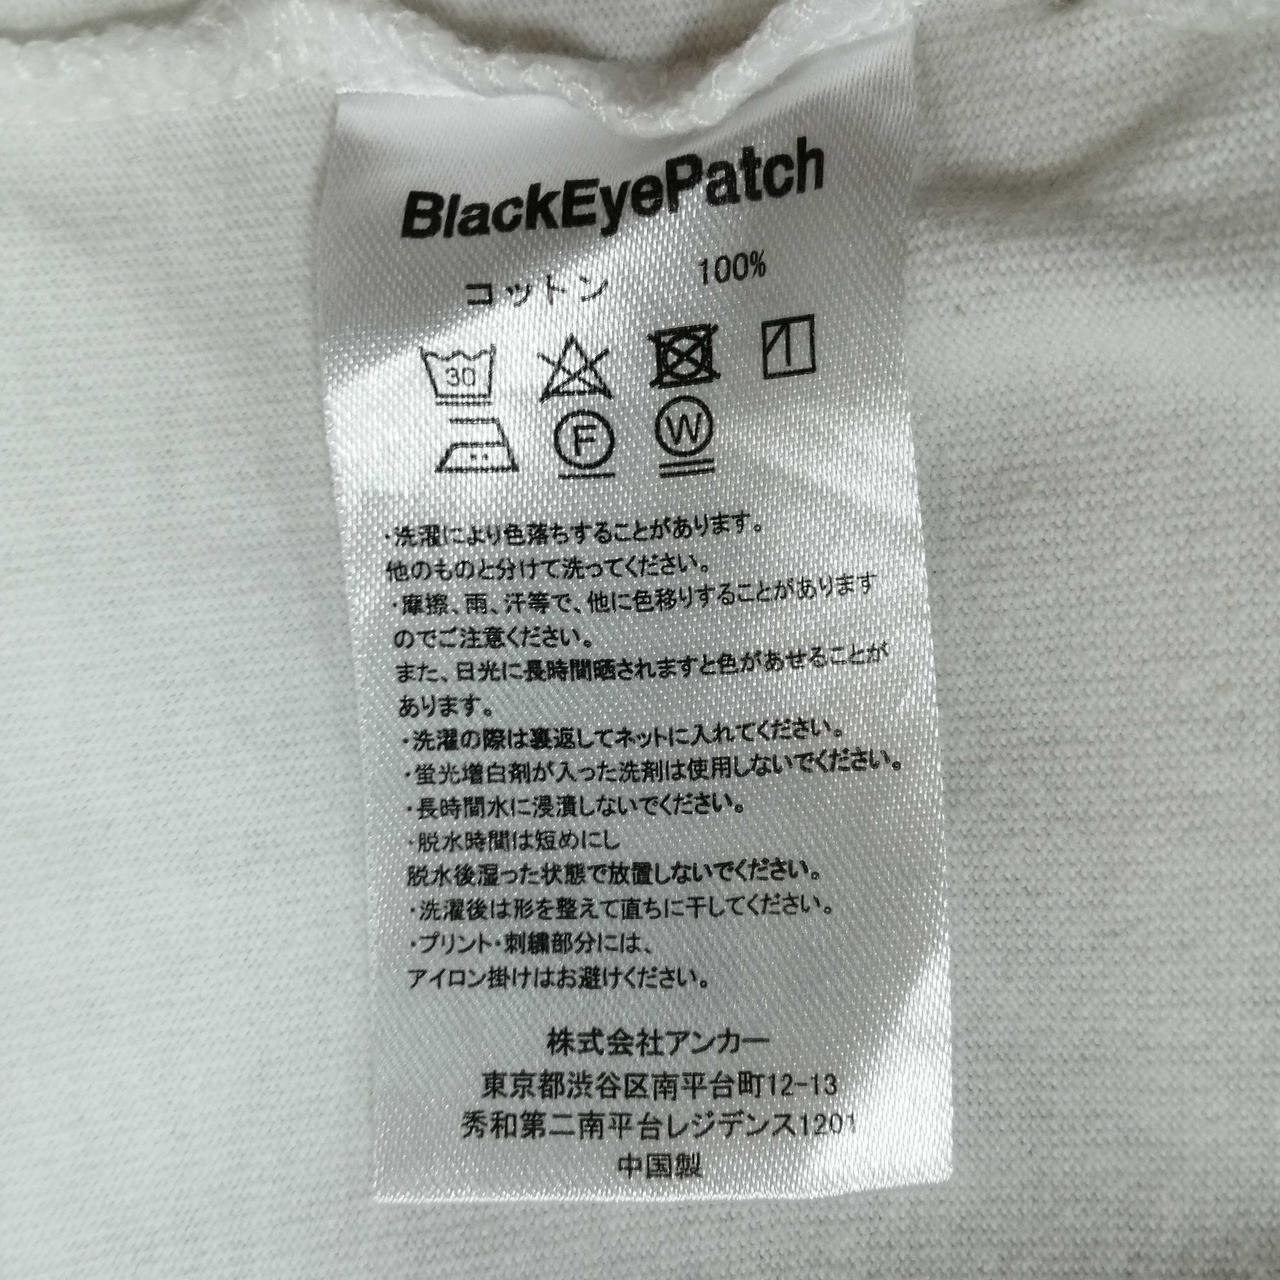 BlackEyePatch
コットン 100%
30
F W
・洗濯により色落ちすることがあります。
他のものと分けて洗ってください。
・摩擦、雨、汗等で、他に色移りすることがあります
のでご注意ください。
また、日光に長時間晒されますと色があせることが
あります。
・洗濯の際は裏返してネットに入れてください。
・蛍光増白剤が入った洗剤は使用しないでください。
・長時間水に浸漬しないでください。
・脱水時間は短めにし
脱水後湿った状態で放置しないでください。
・洗濯後は形を整えて直ちに干してください。
・プリント・刺繍部分には、
アイロン掛けはお避けください。
株式会社アンカー
東京都渋谷区南平台町12-13
秀和第二南平台レジデンス1201
中国製